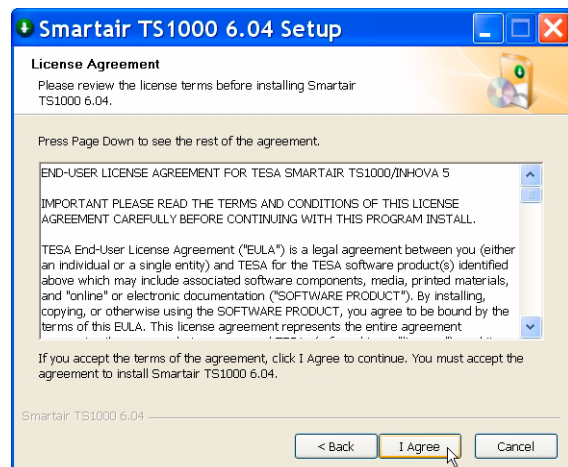 Smartair TS1000 6.04 Setup
License Agreement
Please review the license terms before installing Smartair
TS1000 6.04.
Press Page Down to see the rest of the agreement.
END-USER LICENSE AGREEMENT FOR TESA SMARTAIR TS1000/INHOVA 5
IMPORTANT PLEASE READ THE TERMS AND CONDITIONS OF THIS LICENSE
AGREEMENT CAREFULLY BEFORE CONTINUING WITH THIS PROGRAM INSTALL.
TESA End-User License Agreement ("EULA") is a legal agreement between you (either
an individual or a single entity) and TESA for the TESA software product(s) identified
above which may include associated software components, media, printed materials,
and "online" or electronic documentation ("SOFTWARE PRODUCT"). By installing,
copying, or otherwise using the SOFTWARE PRODUCT, you agree to be bound by the
terms of this EULA. This license agreement represents the entire agreement
If you accept the terms of the agreement, click I Agree to continue. You must accept the
agreement to install Smartair TS1000 6.04.
Smartair TS1000 6.04
< Back
I Agree
Cancel